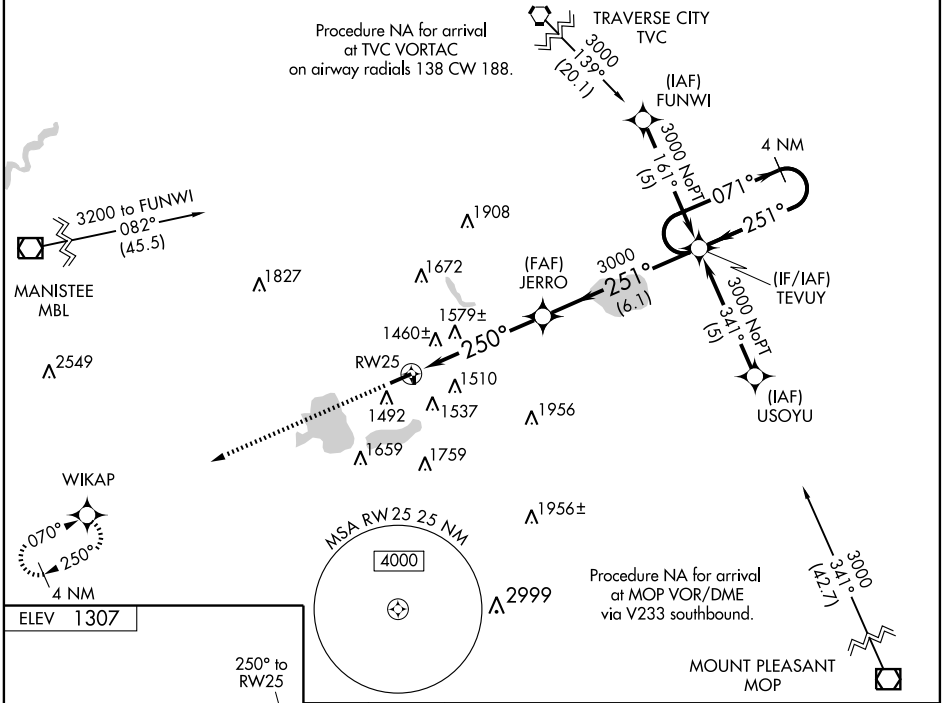 Procedure NA for arrival
at TVC VORTAC
on airway radials 138 CW 188.
TRAVERSE CITY
TVC
3000
139°
(20.1)
(IAF)
FUNWI
3000 NoPT
161°
(5)
4 NM
071°
251°
3200 to FUNWI
082°
(45.5)
MANISTEE
MBL
1908
1827
1672
(FAF)
JERRO
3000
251°
(6.1)
(IF/IAF)
TEVUY
3000 NoPT
341°
(5)
(IAF)
USOYU
1579±
1460±
250°
RW25
2549
1510
1492
1537
1956
1659
1759
WIKAP
070°
250°
4 NM
1956±
MSA RW25 25 NM
4000
2999
Procedure NA for arrival
at MOP VOR/DME
via V233 southbound.
3000
341°
(42.7)
MOUNT PLEASANT
MOP
ELEV 1307
250° to
RW25